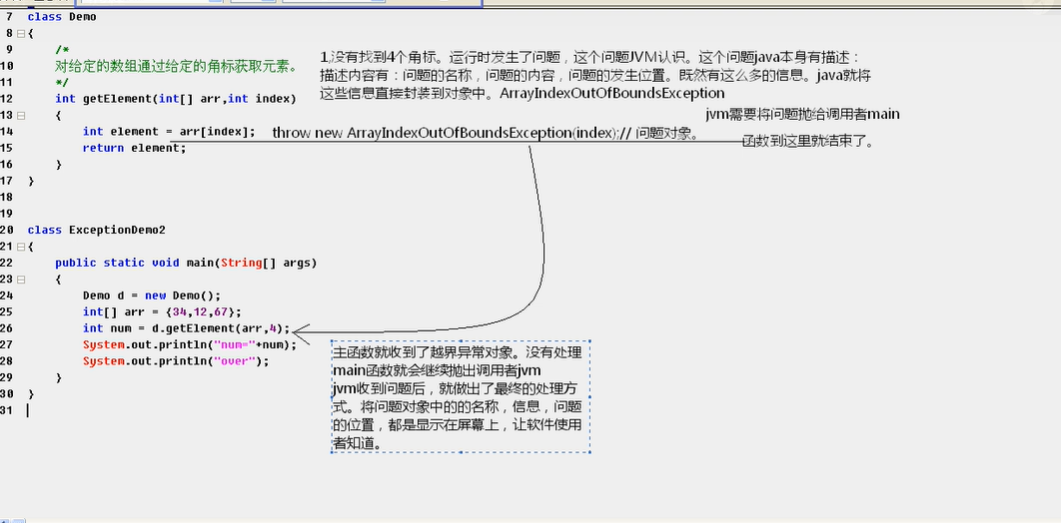 7 class Demo
8 {
9 /*
10 对给定的数组通过给定的角标获取元素。
11 */
12 int getElement(int[] arr,int index)
13 {
14 int element = arr[index];
15 return element;
16 }
17 }
18
19
20 class ExceptionDemo2
21 {
22 public static void main(String[] args)
23 {
24 Demo d = new Demo();
25 int[] arr = {34,12,67};
26 int num = d.getElement(arr,4);
27 System.out.println("num="+num);
28 System.out.println("over");
29 }
30 }
31
1,没有找到4个角标。运行时发生了问题，这个问题JVM认识。这个问题java本身有描述：
描述内容有：问题的名称，问题的内容，问题的发生位置。既然有这么多的信息。java就将
这些信息直接封装到对象中。ArrayIndexOutOfBoundsException
throw new ArrayIndexOutOfBoundsException(index);// 问题对象。
jvm需要将问题抛给调用者main
函数到这里就结束了。
主函数就收到了越界异常对象。没有处理
main函数就会继续抛出调用者jvm
jvm收到问题后，就做出了最终的处理方
式。将问题对象中的的名称，信息，问题
的位置，都是显示在屏幕上，让软件使用
者知道。